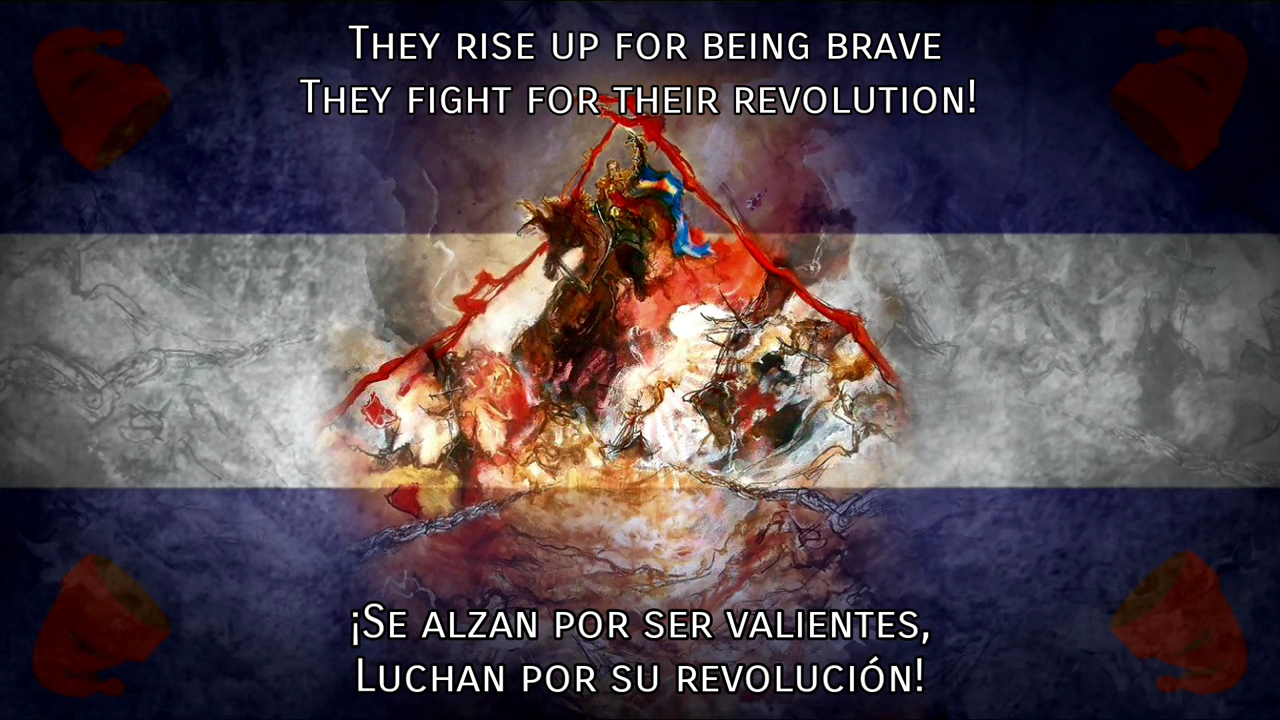 They rise up for being brave
They fight for their revolution!
¡Se alzan por ser valientes,
Luchan por su revolución!